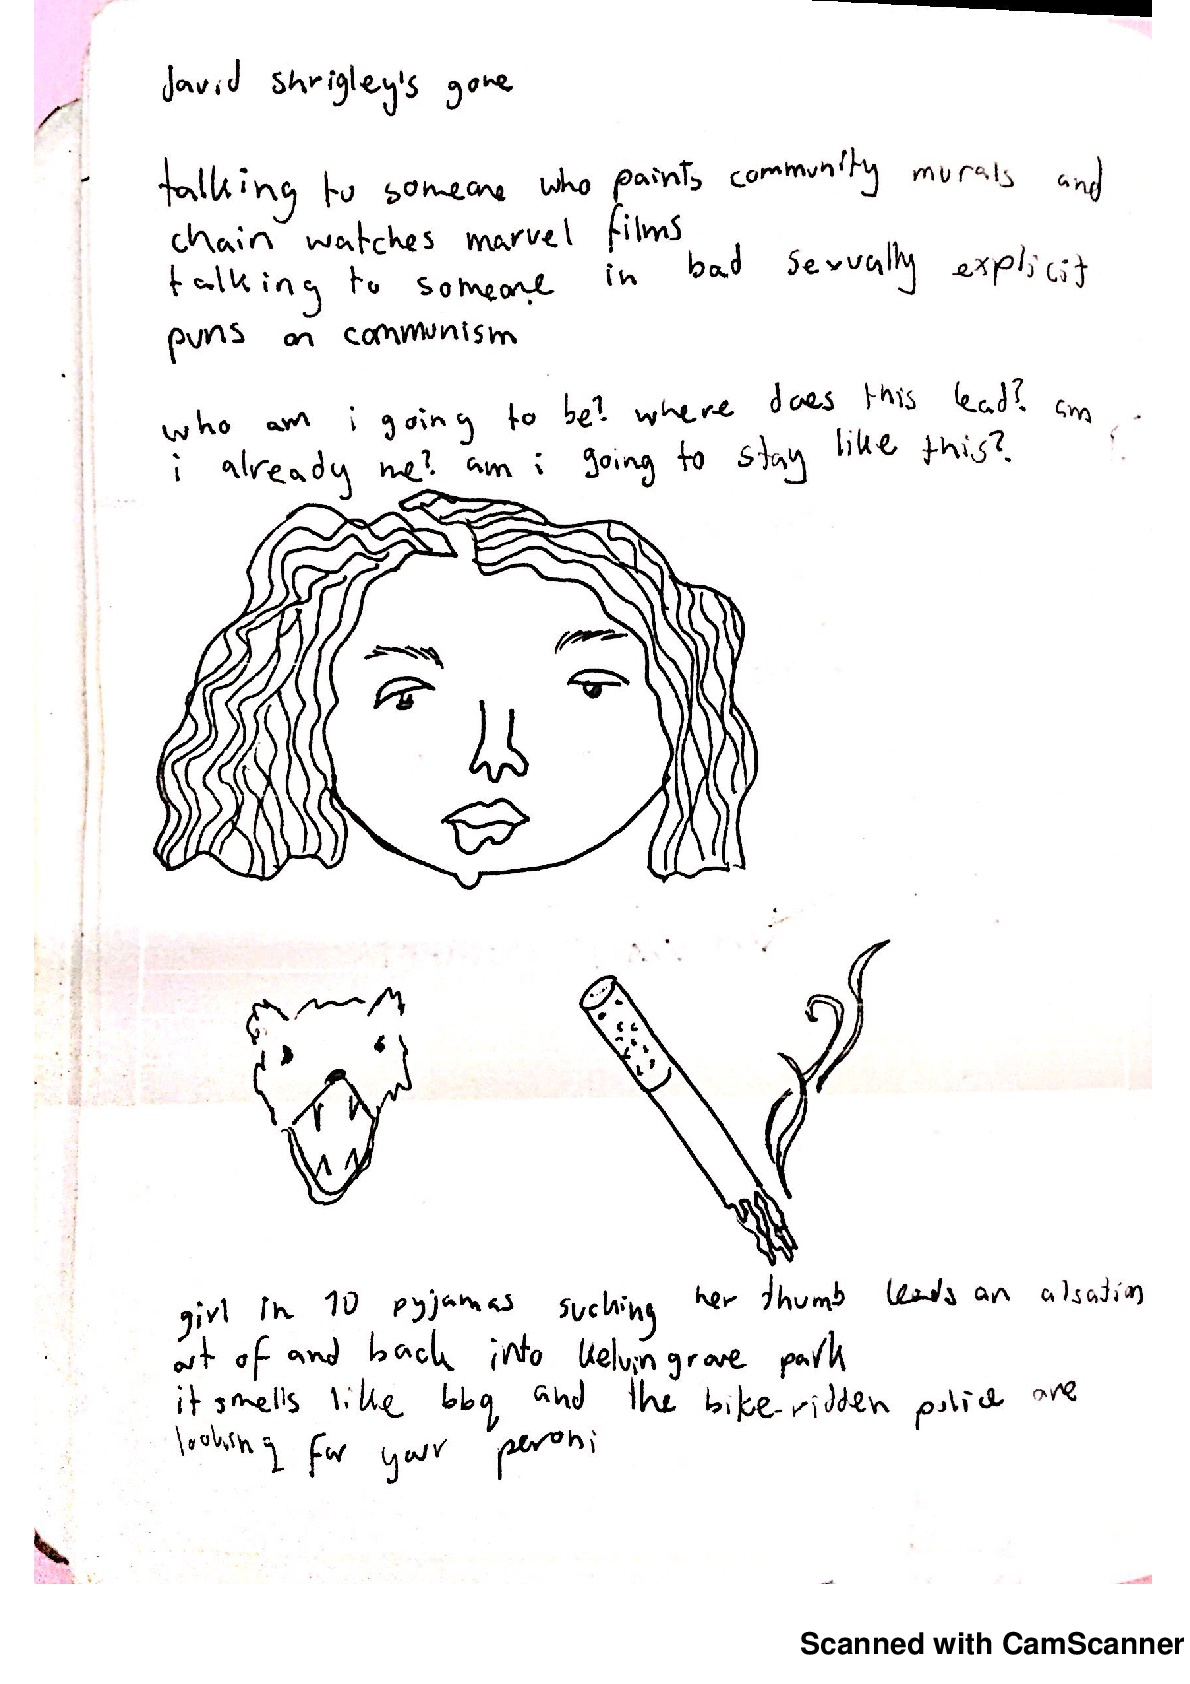 david shrigley's gone
talking to someone who paints community murals and
chain watches marvel films
talking to someone in bad sexually explicit
puns on communism
who am i going to be? where does this lead? am
i already me? am i going to stay like this?
girl in 10 pyjamas sucking her thumb leads an alsatian
out of and back into kelvingrove park
it smells like bbq and the bike-ridden police are
looking for your peroni
Scanned with CamScanner